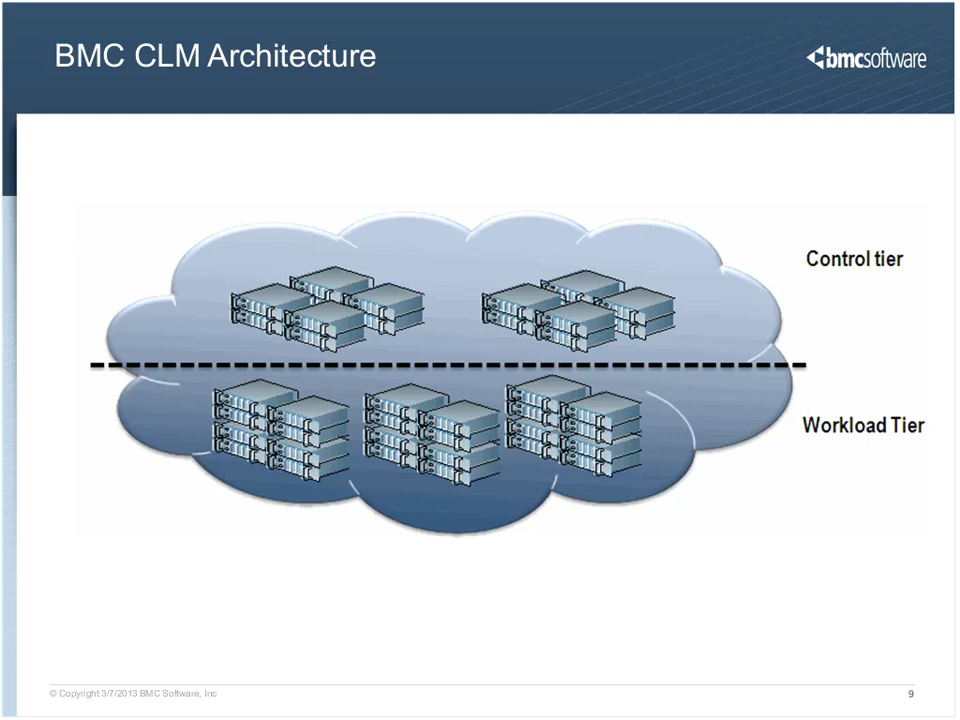 BMC CLM Architecture
bmcsoftware
Control tier
Workload Tier
© Copyright 3/7/2013 BMC Software, Inc
9